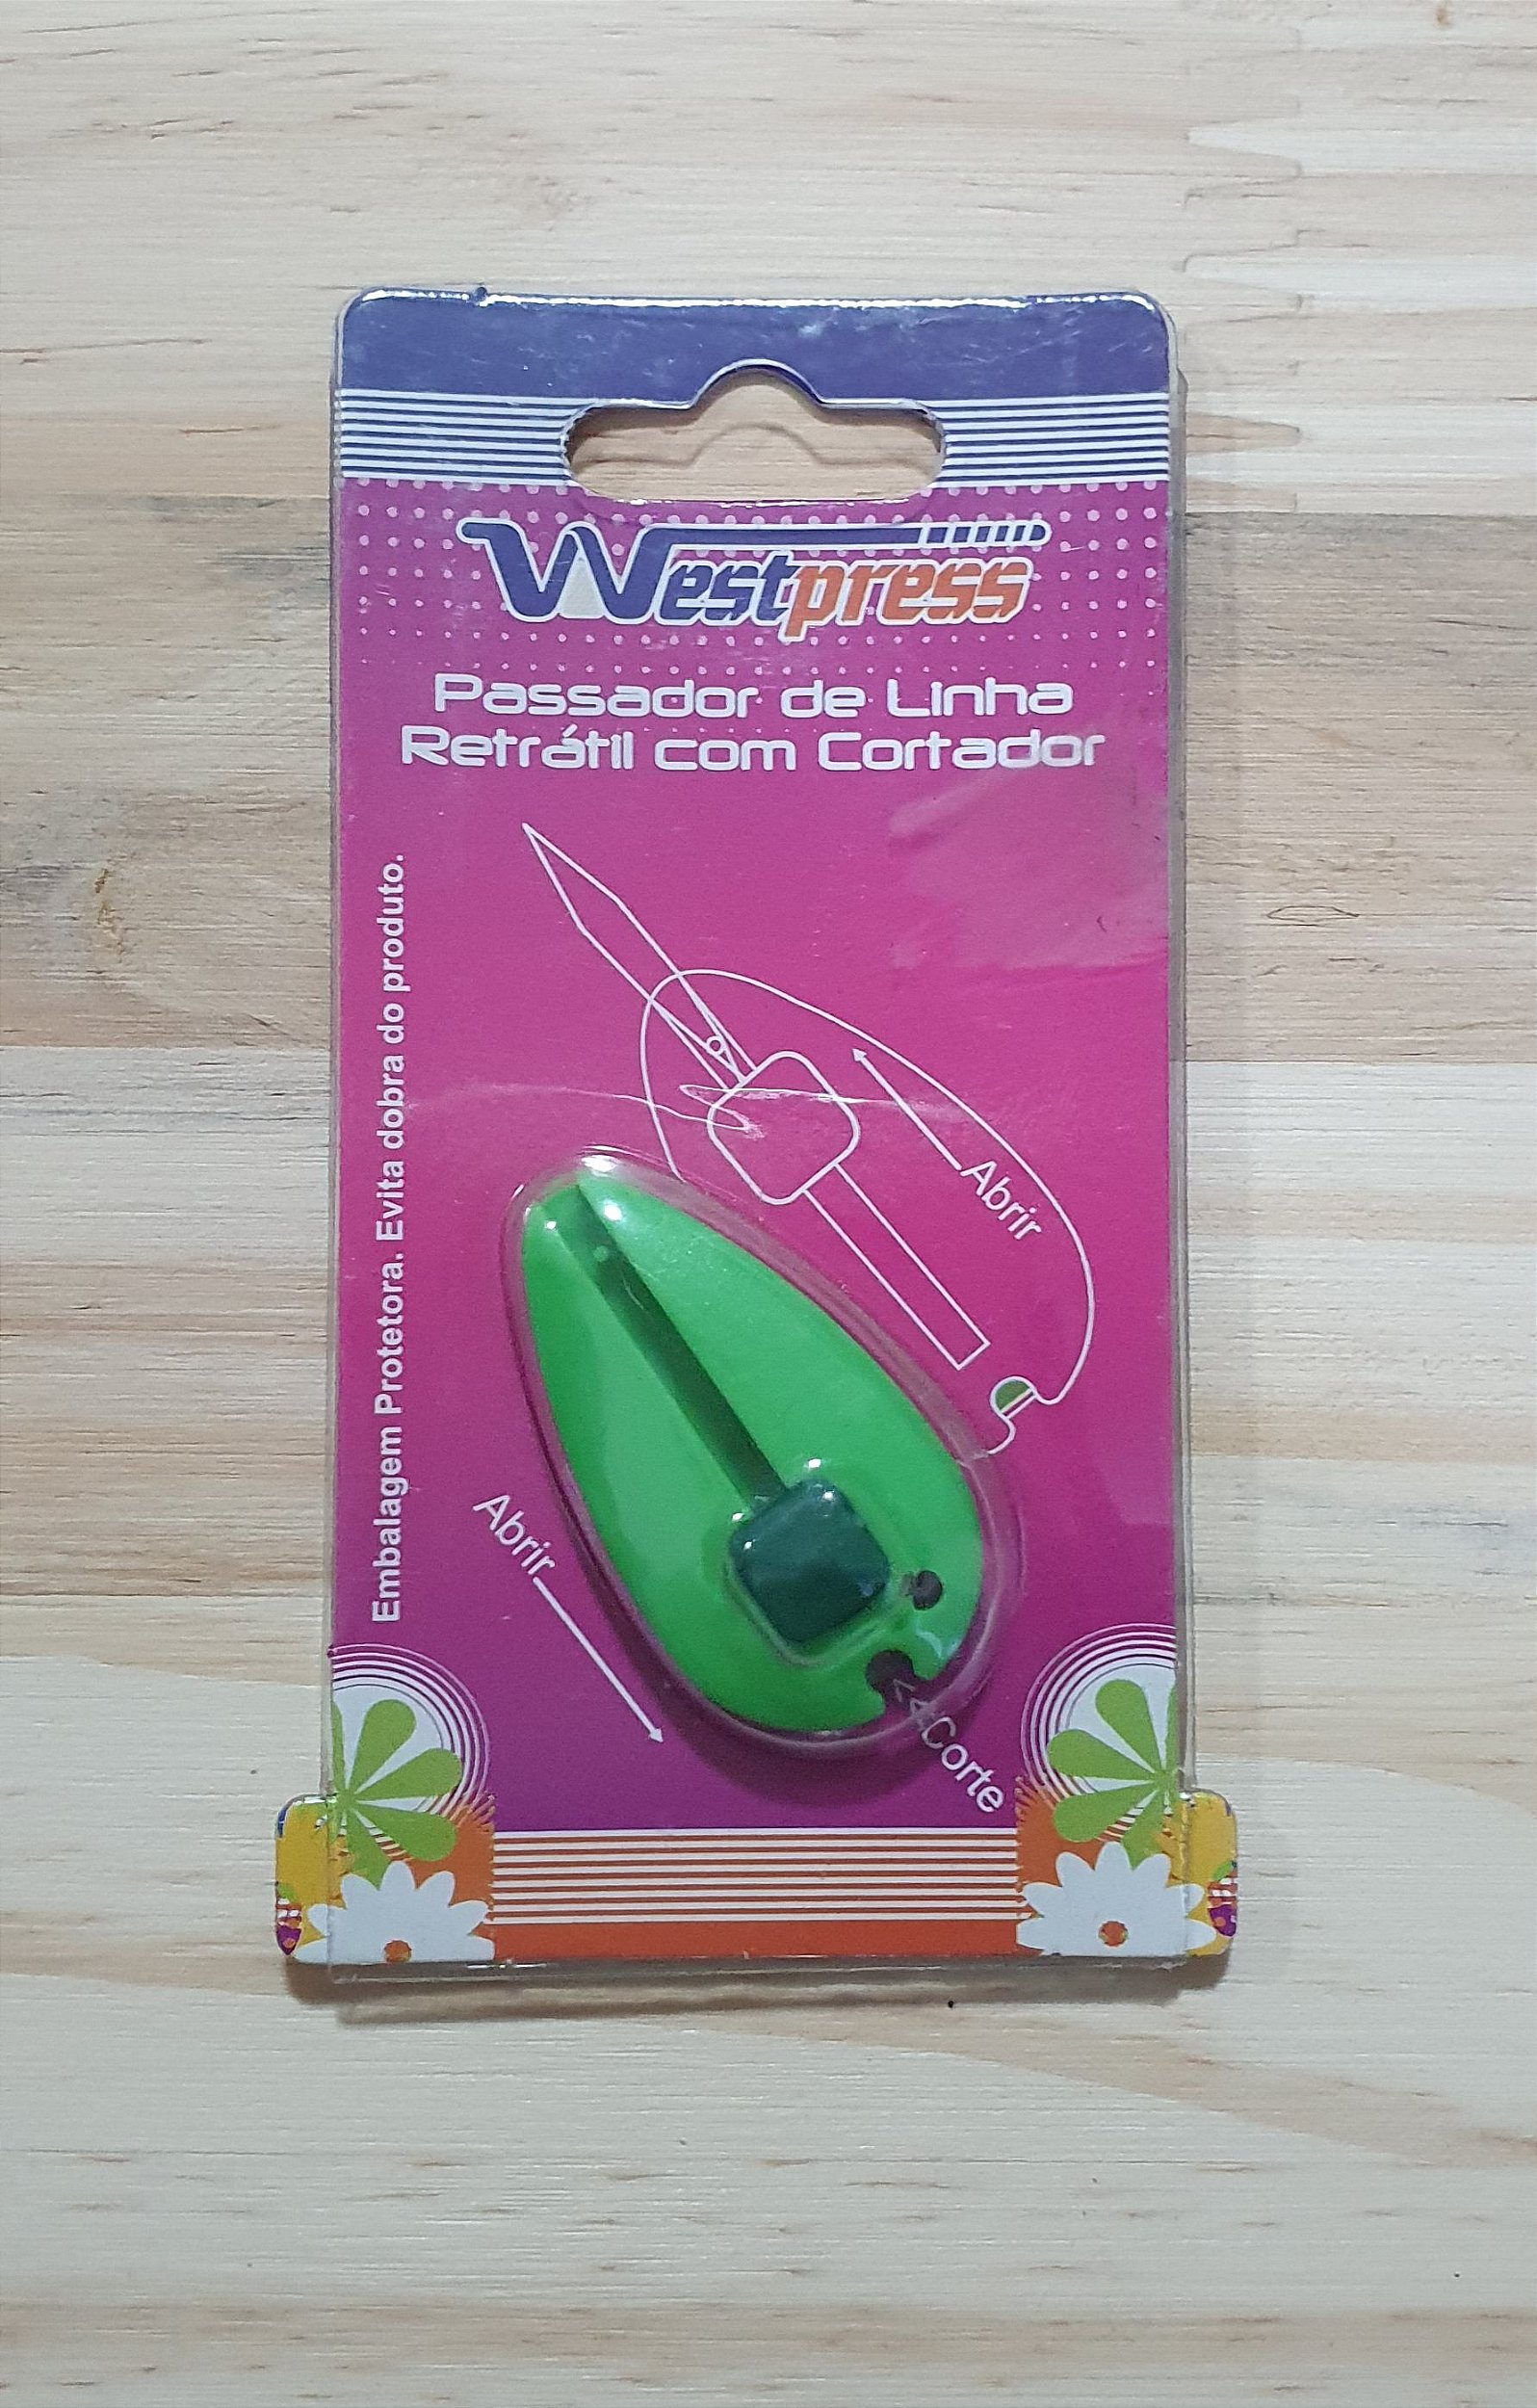 Westpress
Passador de Linha
Retrátil com Cortador
Embalagem Protetora. Evita dobra do produto.
Abrir
Abrir
Corte